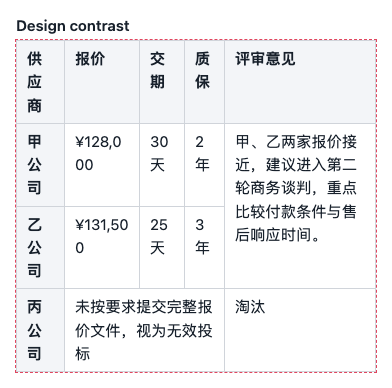 Design contrast
供
应
商
报价
交
期
质
保
评审意见
甲
公
司
¥128,0
00
30
天
2
年
甲、乙两家报价接
近，建议进入第二
轮商务谈判，重点
比较付款条件与售
后响应时间。
乙
公
司
¥131,50
0
25
天
3
年
丙
公
司
未按要求提交完整报
价文件，视为无效投
标
淘汰